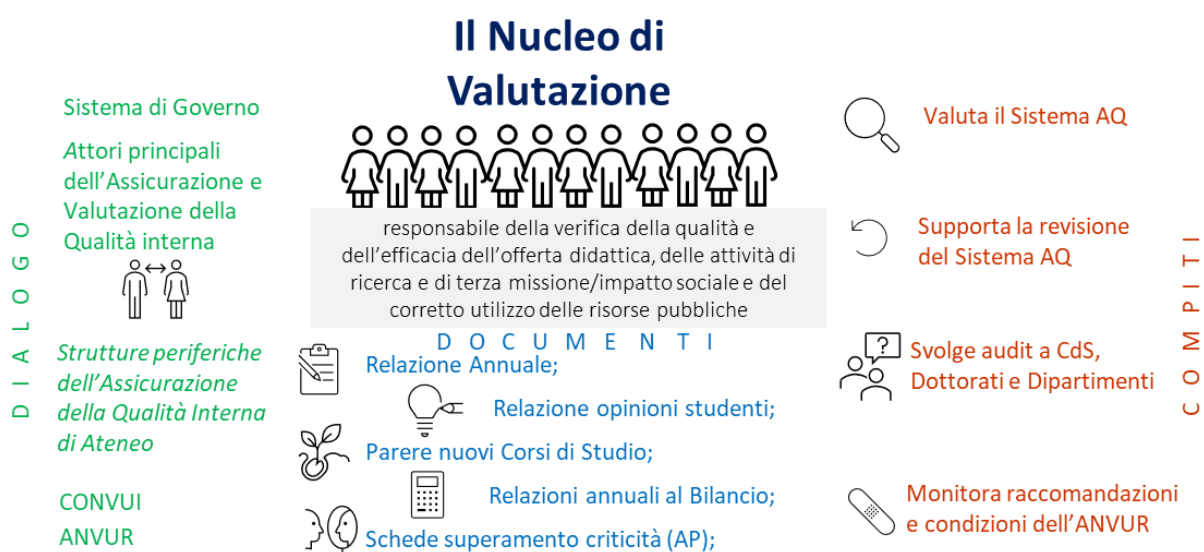 Il Nucleo di
Valutazione
responsabile della verifica della qualità e
dell'efficacia dell'offerta didattica, delle attività di
ricerca e di terza missione/impatto sociale e del
corretto utilizzo delle risorse pubbliche
DIALOGO
Sistema di Governo
Attori principali
dell'Assicurazione e
Valutazione della
Qualità interna
Strutture periferiche
dell'Assicurazione
della Qualità Interna
di Ateneo
CONVUI
ANVUR
DOCUMENTI
Relazione Annuale;
Relazione opinioni studenti;
Parere nuovi Corsi di Studio;
Relazioni annuali al Bilancio;
Schede superamento criticità (AP);
COMPITI
Valuta il Sistema AQ
Supporta la revisione
del Sistema AQ
?
Svolge audit a CdS,
Dottorati e Dipartimenti
Monitora raccomandazioni
e condizioni dell'ANVUR